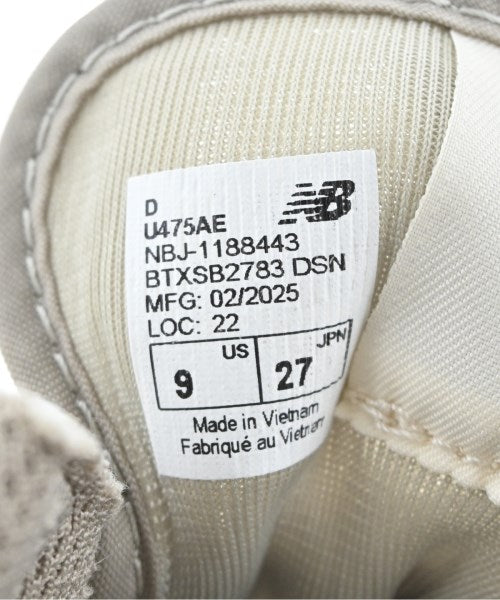 D
U475AE
NB
NBJ-1188443
BTXSB2783 DSN
MFG: 02/2025
LOC: 22
9 US 27 JPN
Made in Vietnam
Fabriqué au Vietnam